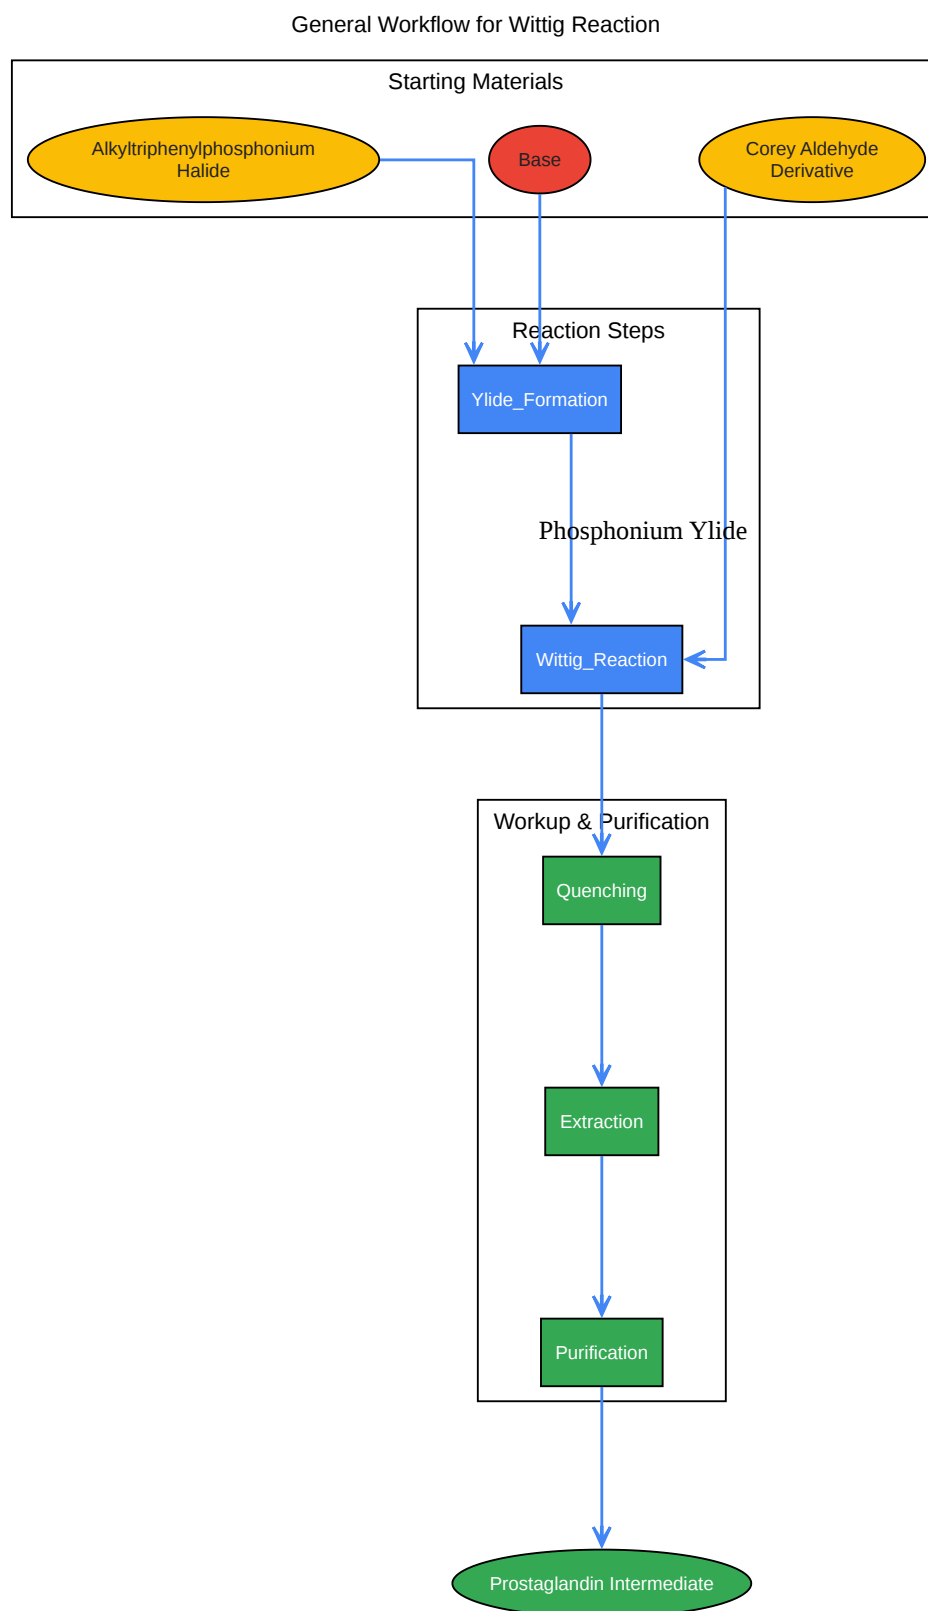 General Workflow for Wittig Reaction
Starting Materials
Alkyltriphenylphosphonium
Halide
Base
Corey Aldehyde
Derivative
Reaction Steps
Ylide_Formation
Phosphonium Ylide
Wittig_Reaction
Workup & Purification
Quenching
Extraction
Purification
Prostaglandin Intermediate